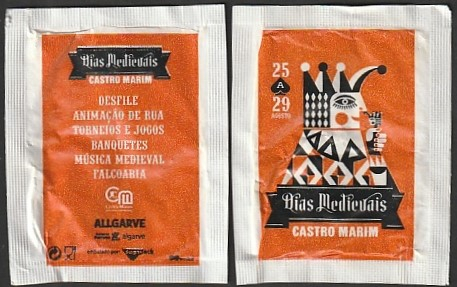 Dias Medievais
CASTRO MARIM
DESFILE
ANIMAÇÃO DE RUA
TORNEIOS E JOGOS
BANQUETES
MÚSICA MEDIEVAL
FALCOARIA
CM
ALLGARVE
algarve
25
A
29
AGOSTO
Dias Medievais
CASTRO MARIM